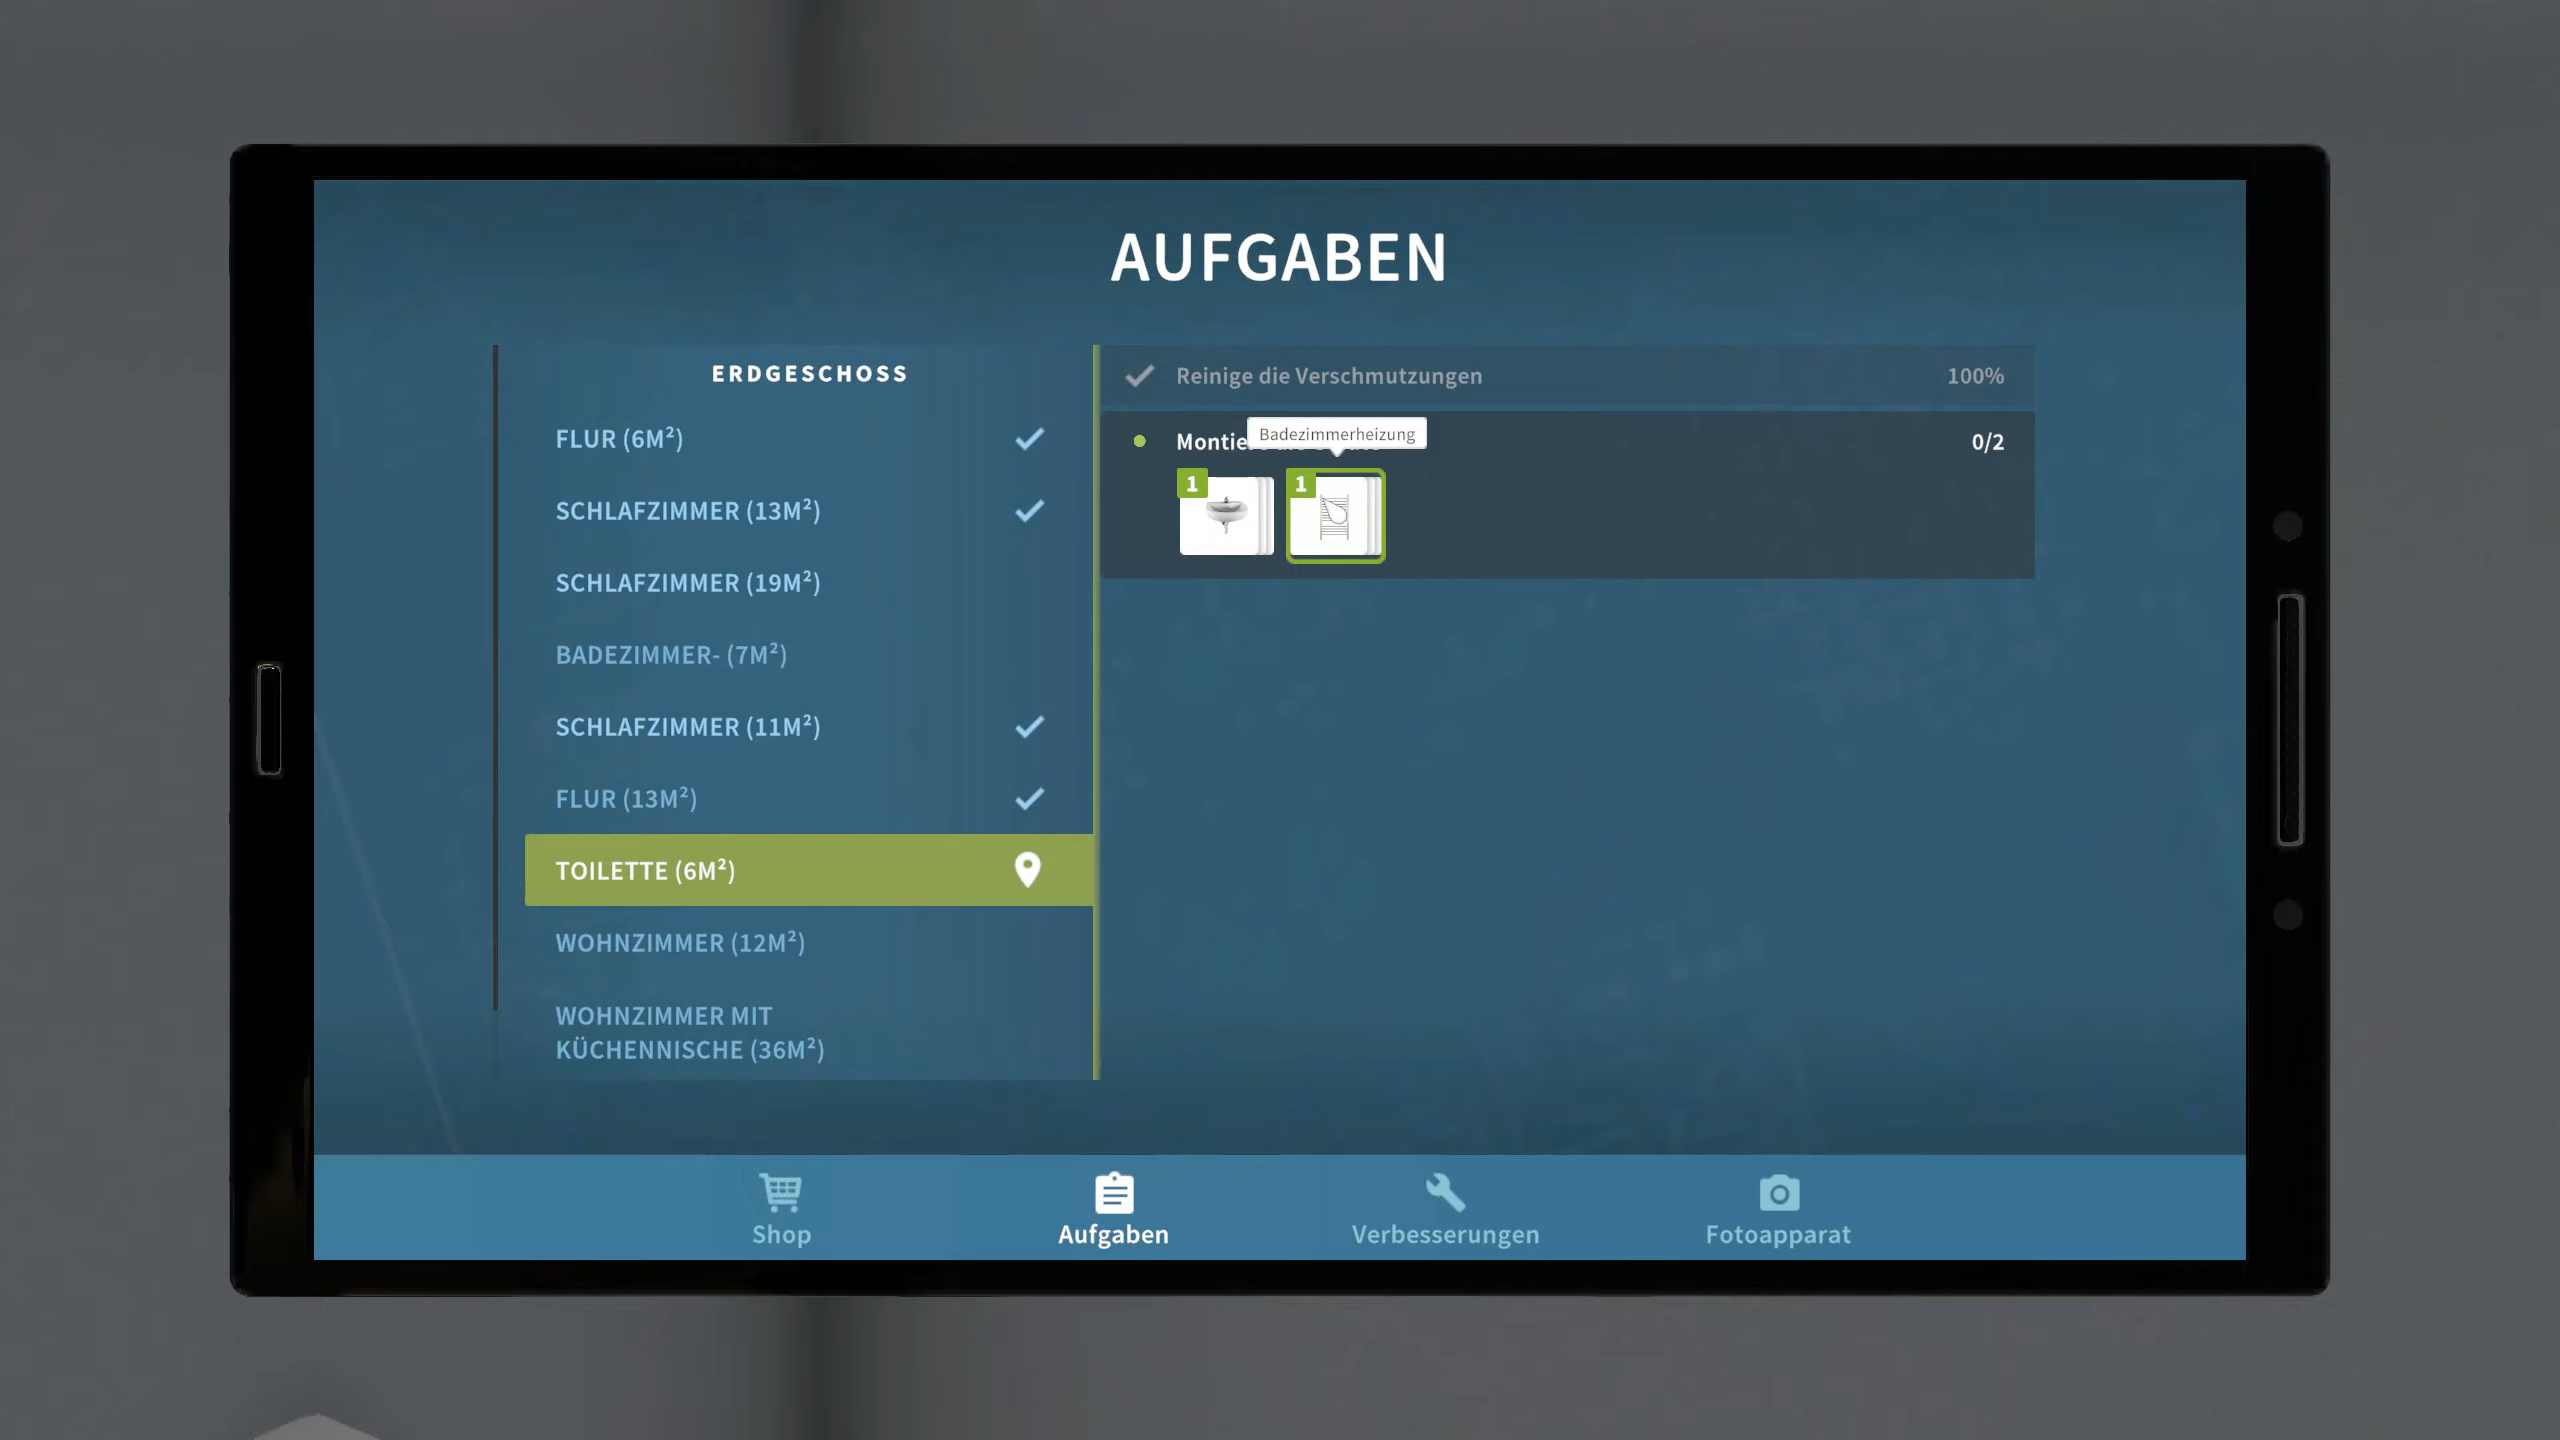 AUFGABEN
ERDGESCHOSS
FLUR (6M²)
SCHLAFZIMMER (13M²)
SCHLAFZIMMER (19M²)
BADEZIMMER- (7M²)
SCHLAFZIMMER (11M²)
FLUR (13M²)
TOILETTE (6M²)
WOHNZIMMER (12M²)
WOHNZIMMER MIT
KÜCHENNISCHE (36M²)
Reinige die Verschmutzungen 100%
Badezimmerheizung
0/2
1 1
Shop Aufgaben Verbesserungen Fotoapparat